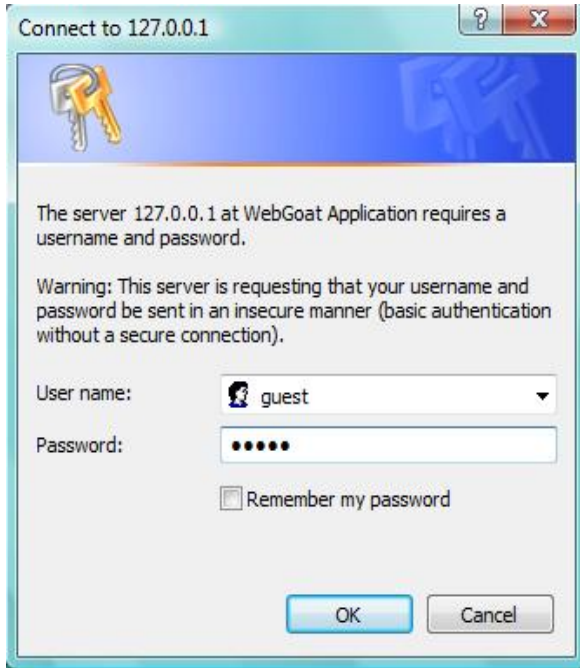 Connect to 127.0.0.1
The server 127.0.0.1 at WebGoat Application requires a
username and password.
Warning: This server is requesting that your username and
password be sent in an insecure manner (basic authentication
without a secure connection).
User name: guest
Password: •••••
Remember my password
OK Cancel